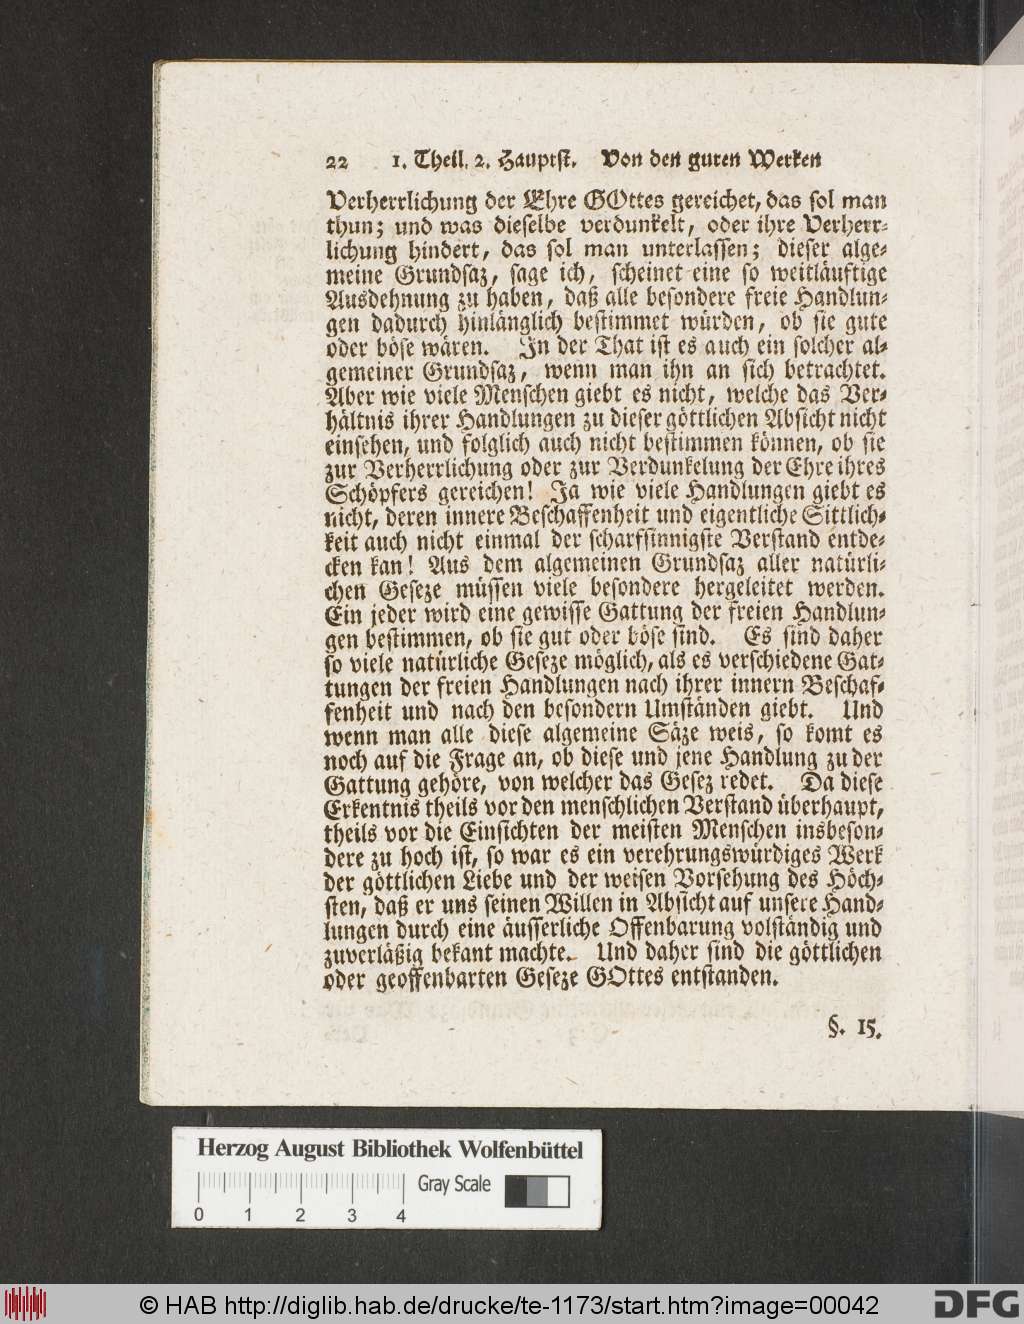 22 1. Theil. 2. Hauptst. Von den guten Werken
Verherrlichung der Ehre GOttes gereichet, das sol man
thun; und was dieselbe verdunkelt, oder ihre Verherr-
lichung hindert, das sol man unterlassen; dieser alge-
meine Grundsaz, sage ich, scheinet eine so weitläuftige
Ausdehnung zu haben, daß alle besondere freie Handlun-
gen dadurch hinlänglich bestimmet würden, ob sie gute
oder böse wären. In der That ist es auch ein solcher al-
gemeiner Grundsaz, wenn man ihn an sich betrachtet.
Aber wie viele Menschen giebt es nicht, welche das Ver-
hältnis ihrer Handlungen zu dieser göttlichen Absicht nicht
einsehen, und folglich auch nicht bestimmen können, ob sie
zur Verherrlichung oder zur Verdunkelung der Ehre ihres
Schöpfers gereichen! Ja wie viele Handlungen giebt es
nicht, deren innere Beschaffenheit und eigentliche Sittlich-
keit auch nicht einmal der scharfsinnigste Verstand entde-
cken kan! Aus dem algemeinen Grundsaz aller natürli-
chen Geseze müssen viele besondere hergeleitet werden.
Ein jeder wird eine gewisse Gattung der freien Handlun-
gen bestimmen, ob sie gut oder böse sind. Es sind daher
so viele natürliche Geseze möglich, als es verschiedene Gat-
tungen der freien Handlungen nach ihrer innern Beschaf-
fenheit und nach den besondern Umständen giebt. Und
wenn man alle diese algemeine Säze weis, so komt es
noch auf die Frage an, ob diese und jene Handlung zu der
Gattung gehöre, von welcher das Gesez redet. Da diese
Erkentnis theils vor den menschlichen Verstand überhaupt,
theils vor die Einsichten der meisten Menschen insbeson-
dere zu hoch ist, so war es ein verehrungswürdiges Werk
der göttlichen Liebe und der weisen Vorsehung des Höch-
sten, daß er uns seinen Willen in Absicht auf unsere Hand-
lungen durch eine äusserliche Offenbarung volständig und
zuverläßig bekant machte. Und daher sind die göttlichen
oder geoffenbarten Geseze GOttes entstanden.
§. 15.
Herzog August Bibliothek Wolfenbüttel
Gray Scale
0 1 2 3 4
© HAB http://diglib.hab.de/drucke/te-1173/start.htm?image=00042
DFG